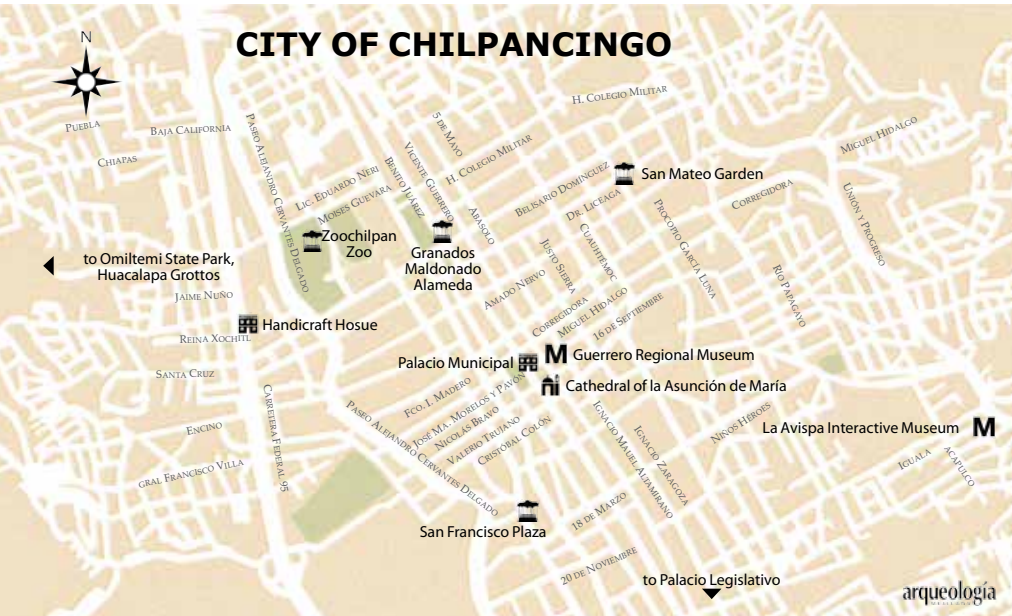 CITY OF CHILPANCINGO
N
H. COLEGIO MILITAR
PUEBLA
BAJA CALIFORNIA
CHIAPAS
PASEO ALEJANDRO CERVANTES DELGADO
5 DE MAYO
VICENTE GUERRERO
BENITO JUÁREZ
H. COLEGIO MILITAR
MIGUEL HIDALGO
LIC. EDUARDO NERI
MOISES GUEVARA
ABASOLO
BELISARIO DOMÍNGUEZ
San Mateo Garden
DR. LICEAGA
CORREGIDORA
UNIÓN Y PROGRESO
PROCOPIO GARCÍA LUNA
CUAUHTÉMOC
JUSTO SIERRA
Zoochilpan
Zoo
Granados
Maldonado
Alameda
to Omiltemi State Park,
Huacalapa Grottos
JAIME NUÑO
AMADO NERVO
RÍO PAPAGAYO
CORREGIDORA
MIGUEL HIDALGO
16 DE SEPTIEMBRE
Handicraft Hosue
REINA XOCHITL
Palacio Municipal
M Guerrero Regional Museum
Cathedral of la Asunción de María
SANTA CRUZ
FCO. I. MADERO
JOSÉ MA. MORELOS Y PAVÓN
NICOLÁS BRAVO
VALERIO TRUJANO
CRISTÓBAL COLÓN
CARRETERA FEDERAL 95
PASEO ALEJANDRO CERVANTES DELGADO
IGNACIO MAUEL ALTAMIRANO
IGNACIO ZARAGOZA
NIÑOS HÉROES
La Avispa Interactive Museum M
ENCINO
GRAL FRANCISCO VILLA
IGUALA
ACAPULCO
San Francisco Plaza
18 DE MARZO
20 DE NOVIEMBRE
to Palacio Legislativo
arqueología
MEXICANA